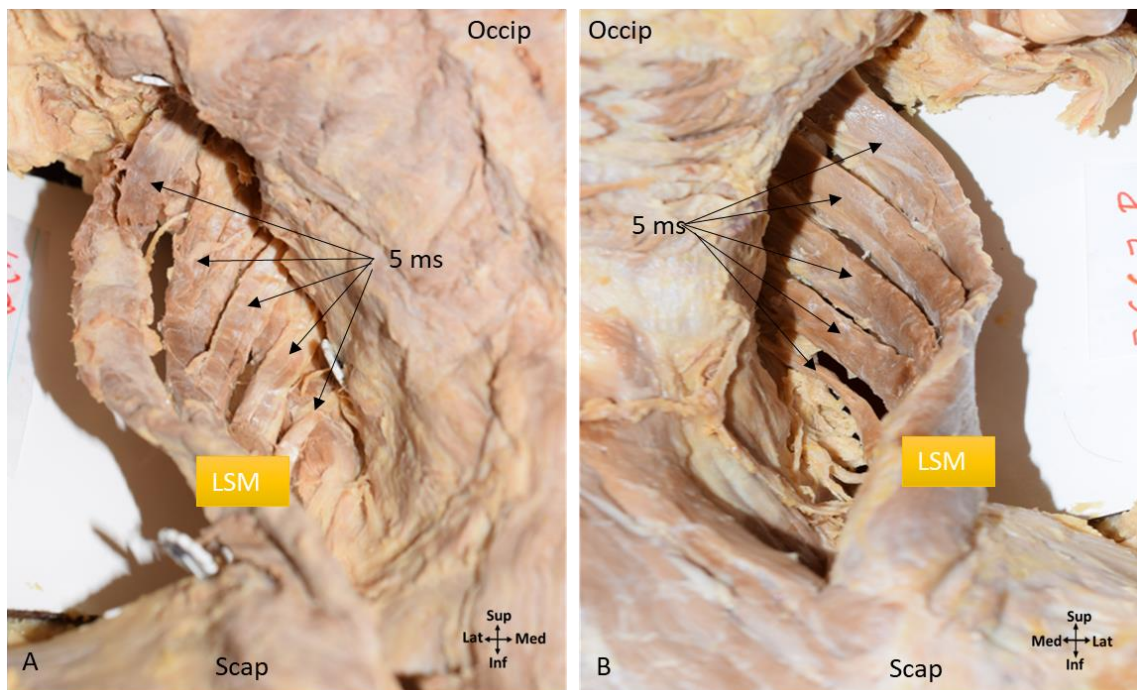 Occip
5 ms
LSM
Sup
Lat Med
Inf
A
Scap
Occip
5 ms
LSM
Sup
Med Lat
Inf
B
Scap